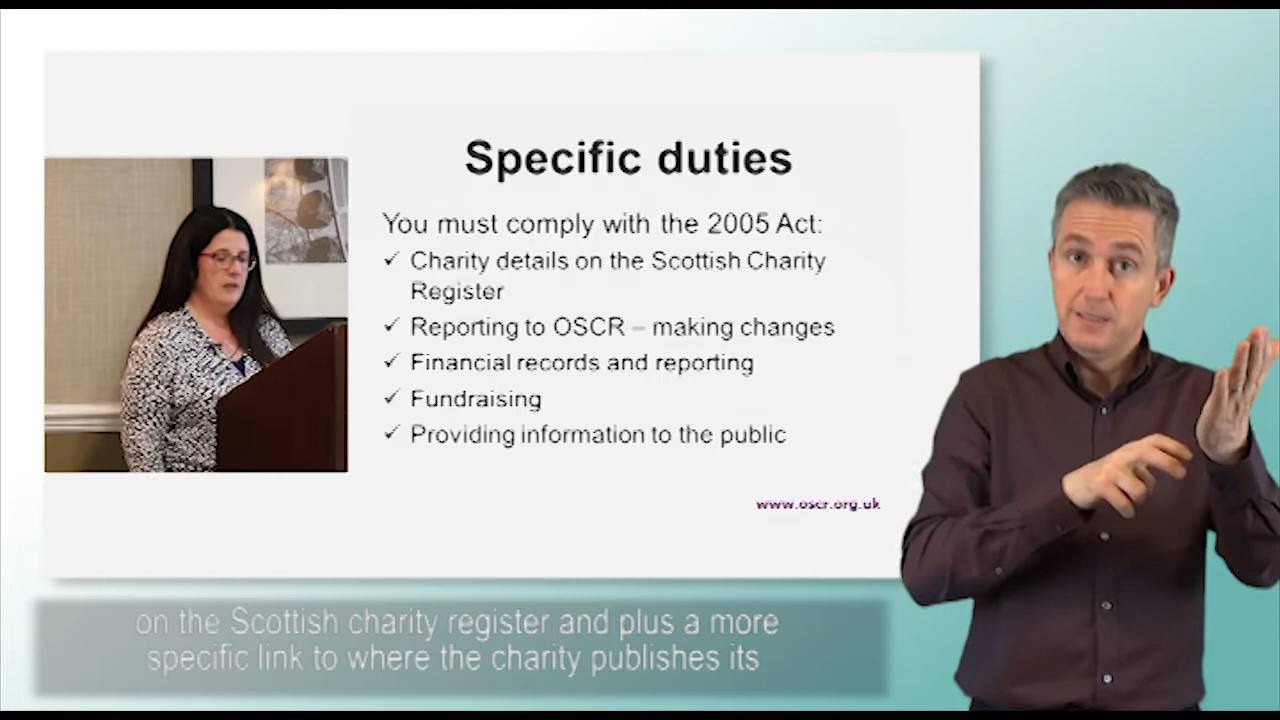 Specific duties
You must comply with the 2005 Act:
✓ Charity details on the Scottish Charity
Register
✓ Reporting to OSCR – making changes
✓ Financial records and reporting
✓ Fundraising
✓ Providing information to the public
www.oscr.org.uk
on the Scottish charity register and plus a more
specific link to where the charity publishes its